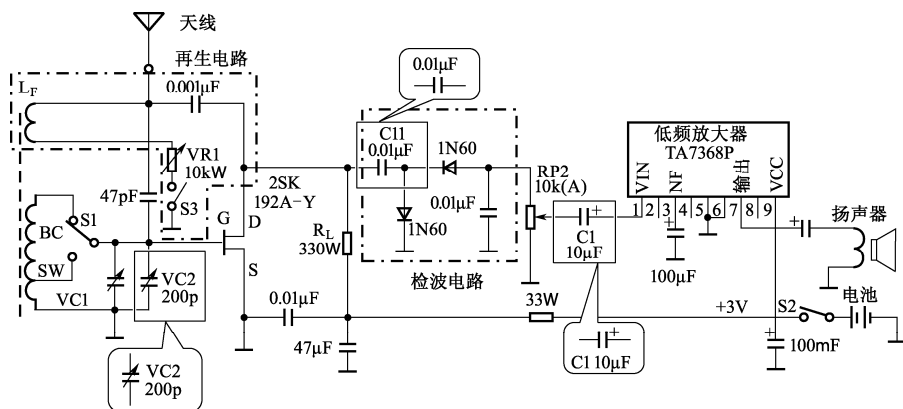 天线
再生电路
LF
0.001μF
0.01μF
VR1
10kW
C11
0.01μF
1N60
低频放大器
TA7368P
VIN
NF
输出
VCC
1 2 3 4 5 6 7 8 9
RP2
10k(A)
2SK
192A-Y
47pF
S3
G
D
S
S1
BC
SW
VC1
VC2
200p
RL
330W
1N60
0.01μF
检波电路
C1
10μF
100μF
扬声器
0.01μF
47μF
33W
+3V
S2
电池
100mF
C1 10μF
VC2
200p